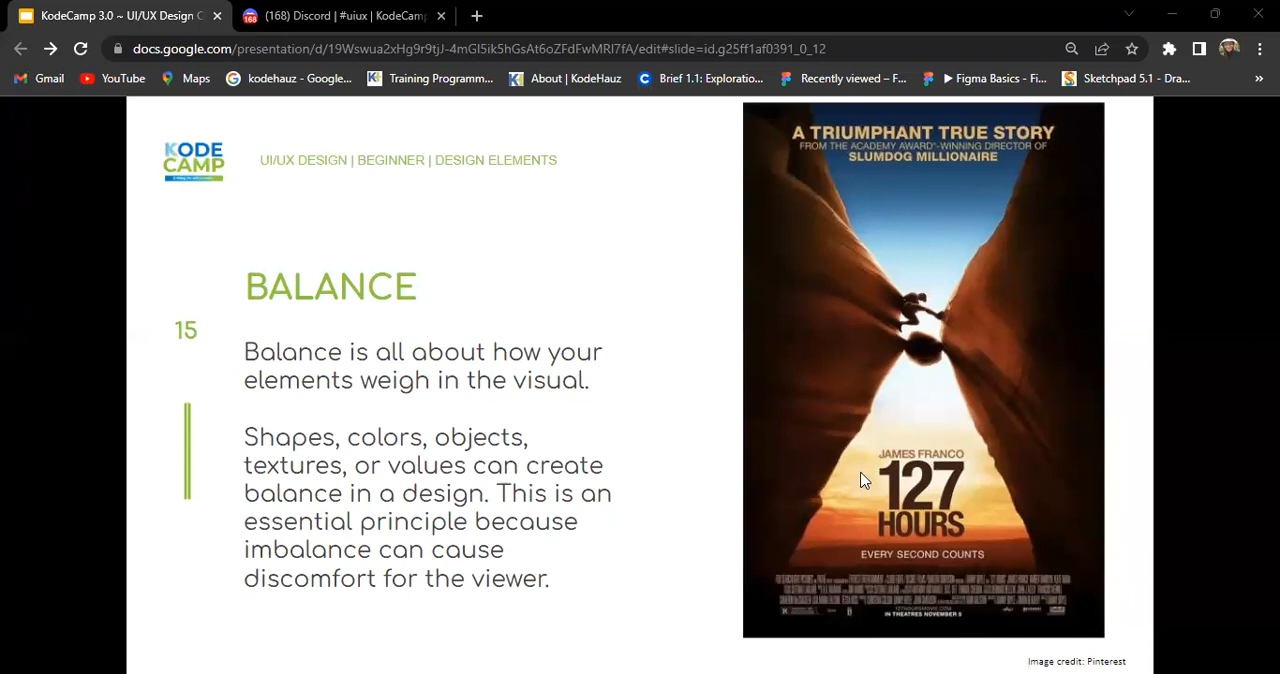 KodeCamp 3.0 ~ UI/UX Design C
(168) Discord | #uiux | KodeCamp
docs.google.com/presentation/d/19Wswua2xHg9r9tjJ-4mGI5ik5hGsAt6oZFdFwMRI7fA/edit#slide=id.g25ff1af0391_0_12
Gmail
YouTube
Maps
kodehauz - Google...
Training Programm...
About | KodeHauz
Brief 1.1: Exploratio...
Recently viewed – F...
Figma Basics - Fi...
Sketchpad 5.1 - Dra...
KODE
CAMP
UI/UX DESIGN | BEGINNER | DESIGN ELEMENTS
BALANCE
15
Balance is all about how your
elements weigh in the visual.
Shapes, colors, objects,
textures, or values can create
balance in a design. This is an
essential principle because
imbalance can cause
discomfort for the viewer.
A TRIUMPHANT TRUE STORY
FROM THE ACADEMY AWARD®-WINNING DIRECTOR OF
SLUMDOG MILLIONAIRE
JAMES FRANCO
127
HOURS
EVERY SECOND COUNTS
IN THEATRES NOVEMBER 5
Image credit: Pinterest